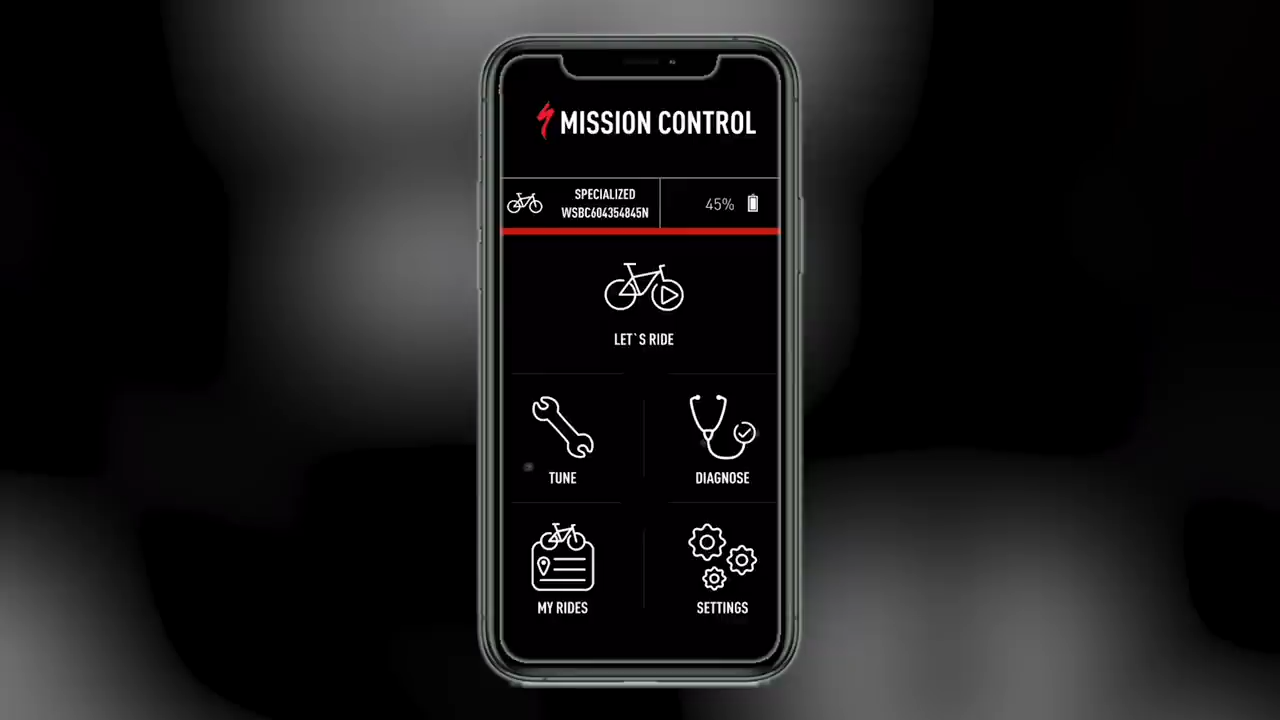 MISSION CONTROL
SPECIALIZED
WSBC604354845N
45%
LET`S RIDE
TUNE
DIAGNOSE
MY RIDES
SETTINGS